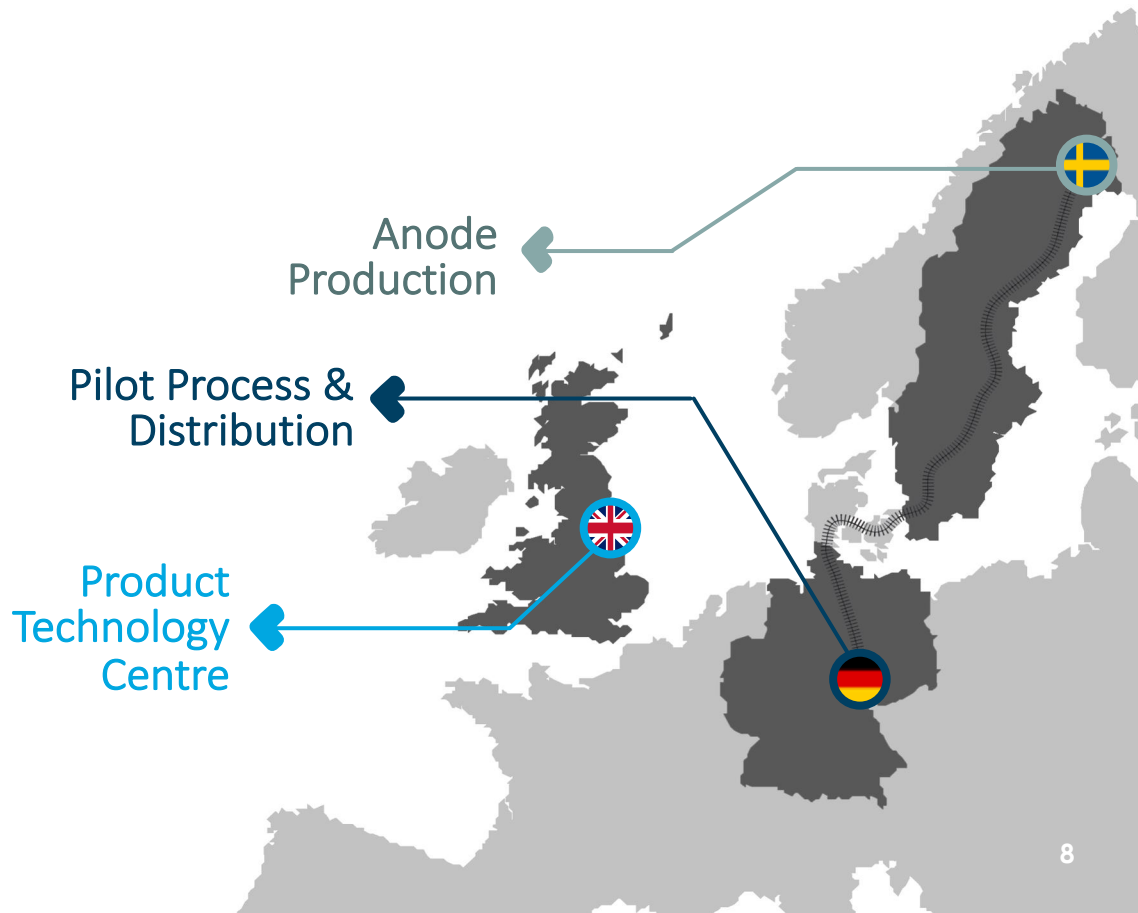 Anode
Production
Pilot Process &
Distribution
Product
Technology
Centre
8